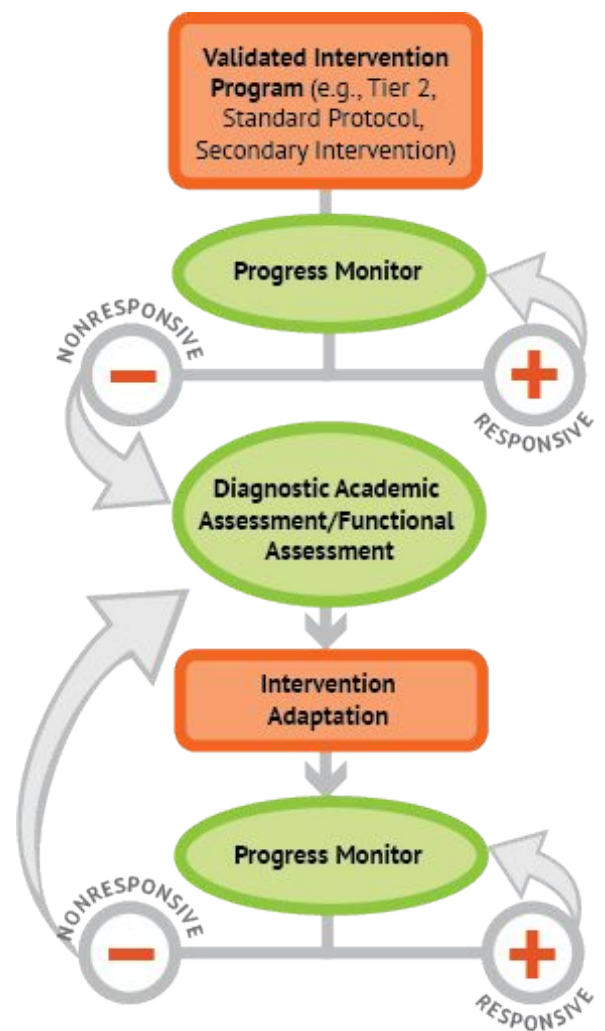 Validated Intervention
Program (e.g., Tier 2,
Standard Protocol,
Secondary Intervention)
Progress Monitor
NONRESPONSIVE
RESPONSIVE
Diagnostic Academic
Assessment/Functional
Assessment
Intervention
Adaptation
Progress Monitor
NONRESPONSIVE
RESPONSIVE